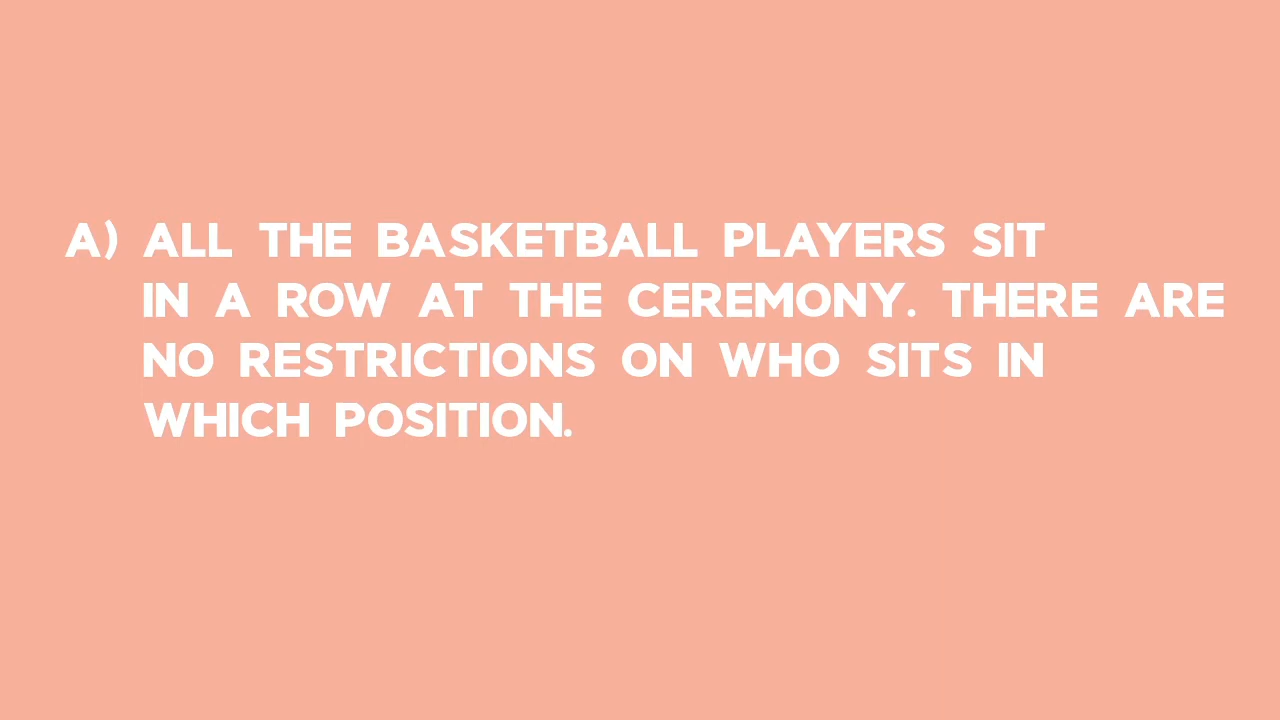 A) ALL THE BASKETBALL PLAYERS SIT
IN A ROW AT THE CEREMONY. THERE ARE
NO RESTRICTIONS ON WHO SITS IN
WHICH POSITION.